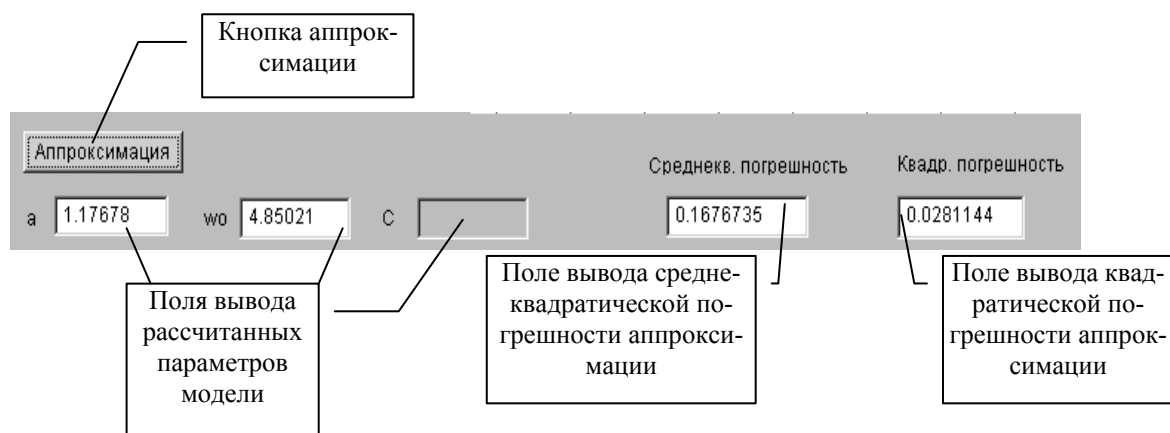 Кнопка аппрок-
симации
Аппроксимация
Среднекв. погрешность
Квадр. погрешность
a 1.17678 wo 4.85021 C
0.1676735
0.0281144
Поля вывода
рассчитанных
параметров
модели
Поле вывода средне-
квадратической по-
грешности аппрокси-
мации
Поле вывода квад-
ратической по-
грешности аппрок-
симации